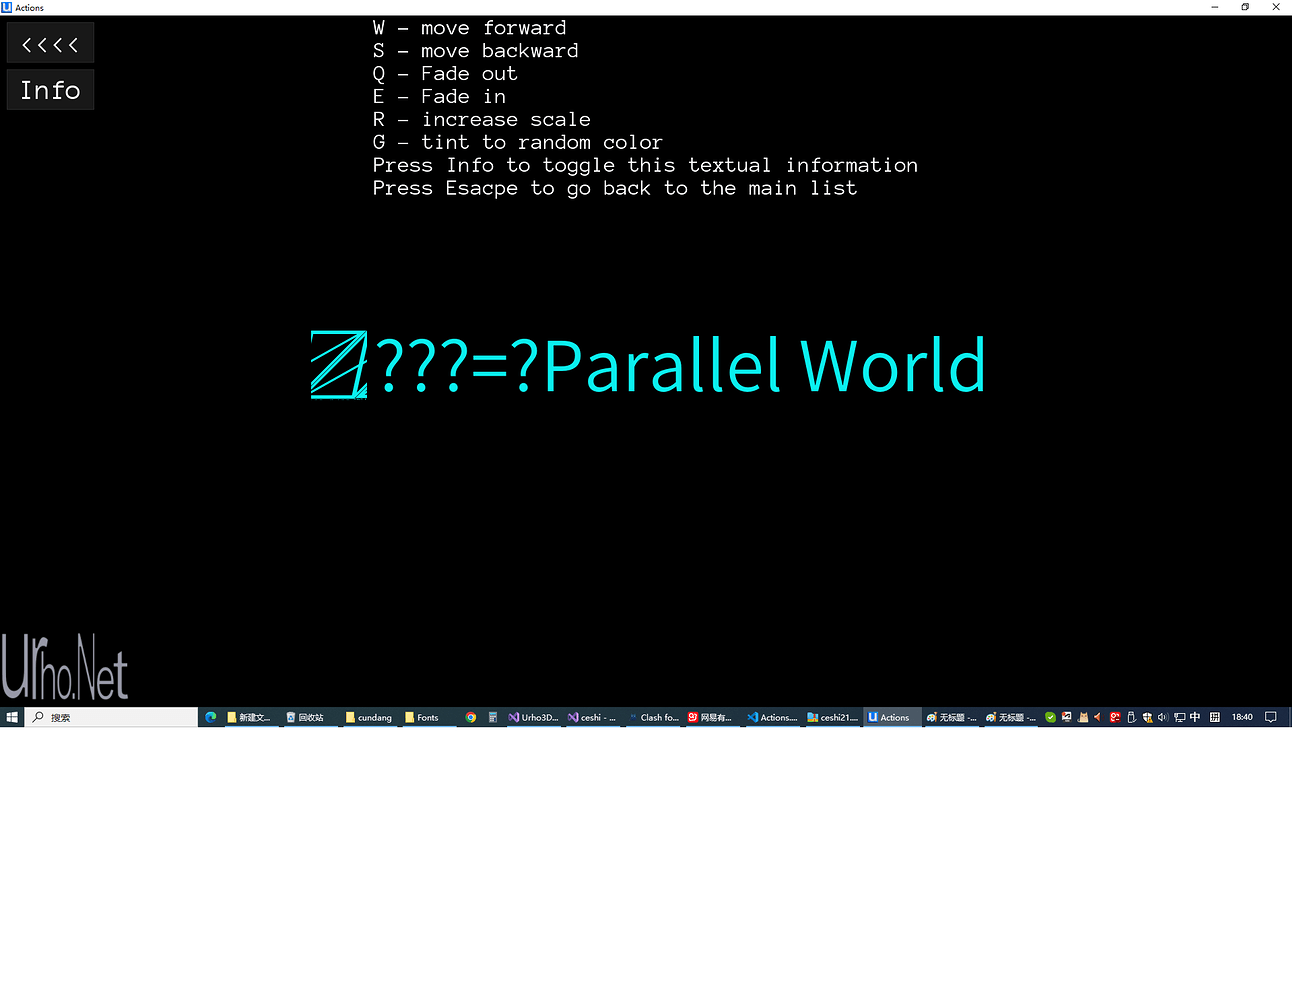 Actions
<<<<
Info
W - move forward
S - move backward
Q - Fade out
E - Fade in
R - increase scale
G - tint to random color
Press Info to toggle this textual information
Press Esacpe to go back to the main list
???=?Parallel World
Urho.Net
搜索
新建文...
回收站
cundang
Fonts
Urho3D...
ceshi - ...
Clash fo...
网易有...
Actions....
ceshi21....
Actions
无标题 -...
无标题 -...
中
拼
18:40